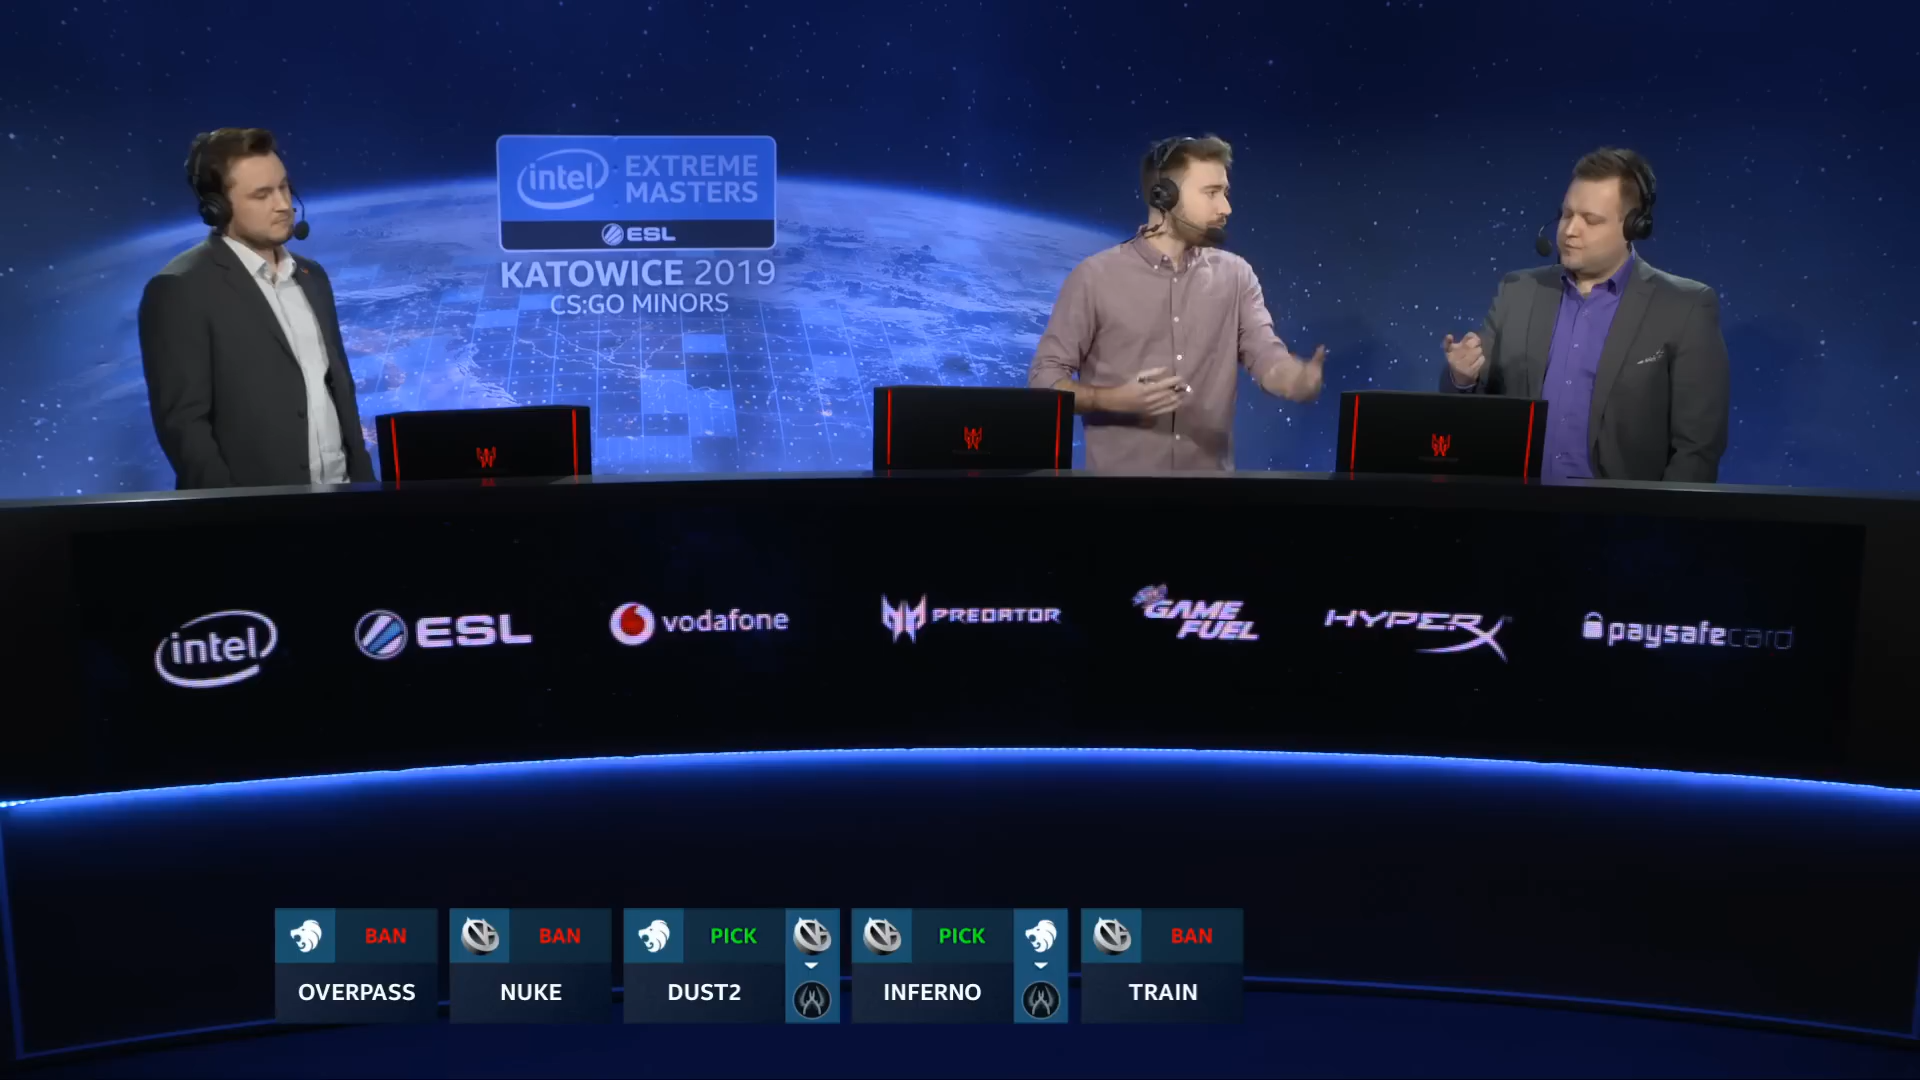 intel
EXTREME
MASTERS
ESL
KATOWICE 2019
CS:GO MINORS
intel
ESL
vodafone
PREDATOR
GAME
FUEL
HYPERX
paysafecard
BAN
OVERPASS
BAN
NUKE
PICK
DUST2
PICK
INFERNO
BAN
TRAIN